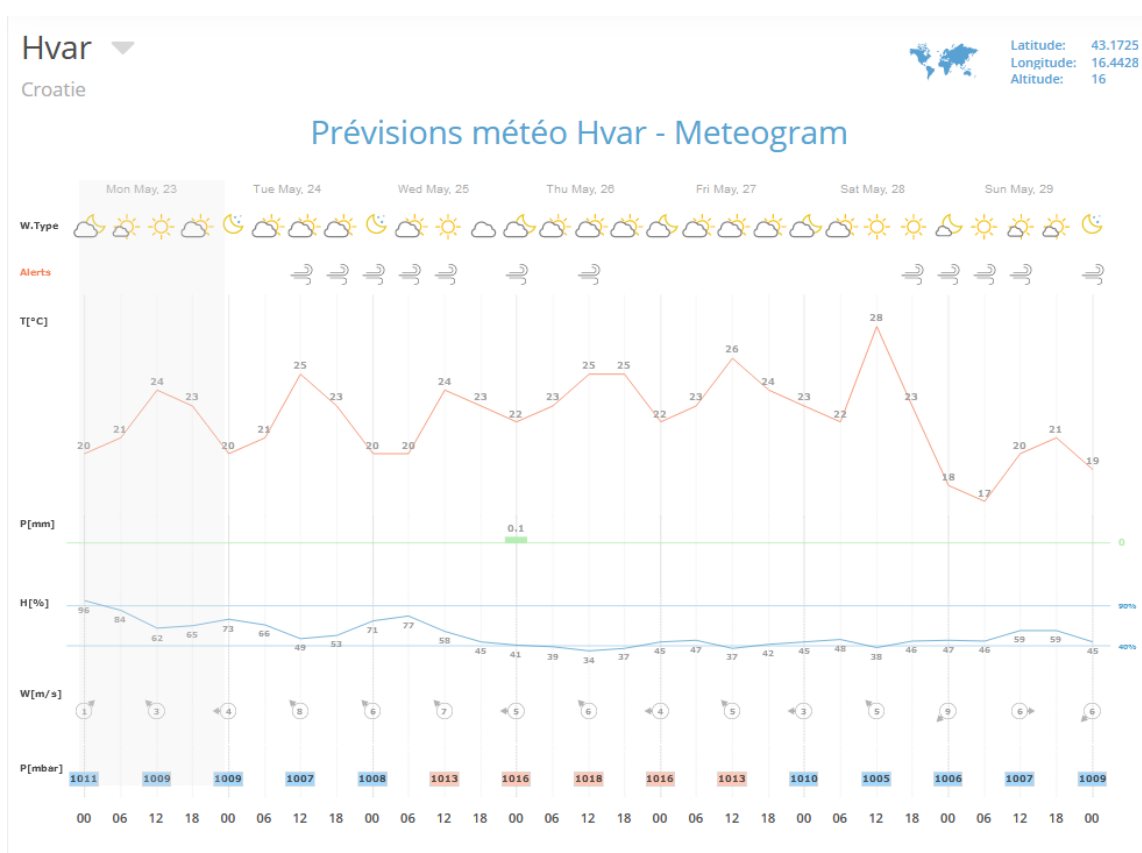 Hvar
Latitude: 43.1725
Longitude: 16.4428
Altitude: 16
Croatie
Prévisions météo Hvar - Meteogram
Mon May, 23 Tue May, 24 Wed May, 25 Thu May, 26 Fri May, 27 Sat May, 28 Sun May, 29
W.Type
Alerts
T[°C]
20 21 24 23 20 21 25 23 20 20 24 23 22 23 25 25 22 23 26 24 23 22 28 23 18 17 20 21 19
P[mm]
0.1
0
H[%]
90%
96 84 62 65 73 66 49 53 71 77 58 45 41 39 34 37 45 47 37 42 45 48 38 46 47 46 59 59 45
40%
W[m/s]
1 3 4 8 6 7 5 6 4 5 3 5 9 6 6
P[mbar]
1011 1009 1009 1007 1008 1013 1016 1018 1016 1013 1010 1005 1006 1007 1009
00 06 12 18 00 06 12 18 00 06 12 18 00 06 12 18 00 06 12 18 00 06 12 18 00 06 12 18 00